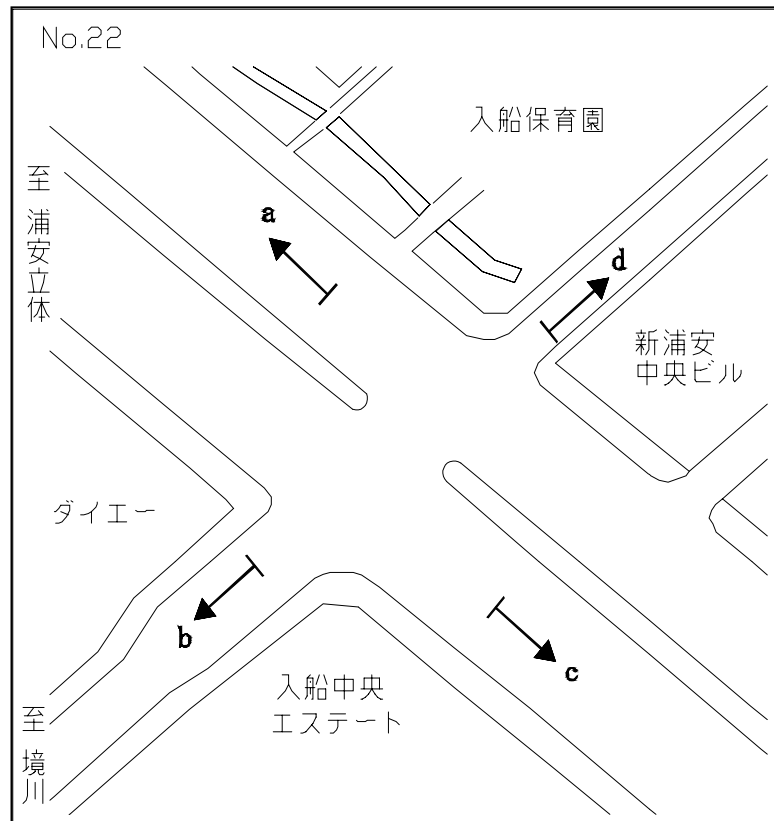 No.22
入船保育園
至 浦安立体
a
d
新浦安
中央ビル
ダイエー
b
c
入船中央
エステート
至 境川